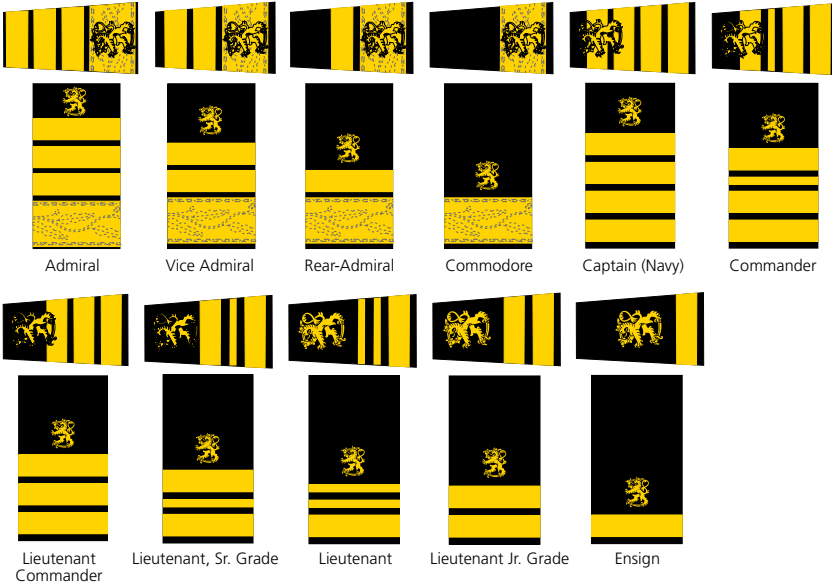 Admiral
Vice Admiral
Rear-Admiral
Commodore
Captain (Navy)
Commander
Lieutenant
Commander
Lieutenant, Sr. Grade
Lieutenant
Lieutenant Jr. Grade
Ensign